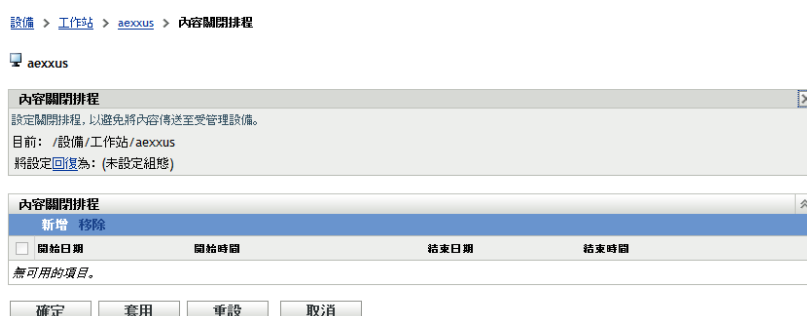 設備 > 工作站 > aexxus > 內容關閉排程
aexxus
內容關閉排程
設定關閉排程, 以避免將內容傳送至受管理設備。
目前: /設備/工作站/aexxus
將設定回復為: (未設定組態)
內容關閉排程
新增 移除
開始日期 開始時間 結束日期 結束時間
無可用的項目。
確定 套用 重設 取消